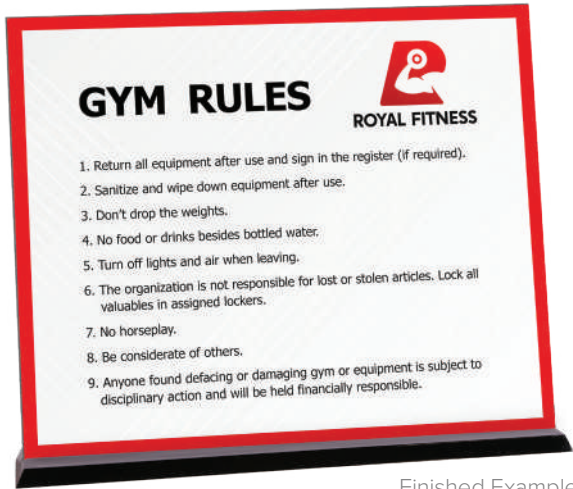 GYM RULES
ROYAL FITNESS
1. Return all equipment after use and sign in the register (if required).
2. Sanitize and wipe down equipment after use.
3. Don't drop the weights.
4. No food or drinks besides bottled water.
5. Turn off lights and air when leaving.
6. The organization is not responsible for lost or stolen articles. Lock all
valuables in assigned lockers.
7. No horseplay.
8. Be considerate of others.
9. Anyone found defacing or damaging gym or equipment is subject to
disciplinary action and will be held financially responsible.
Finished Example